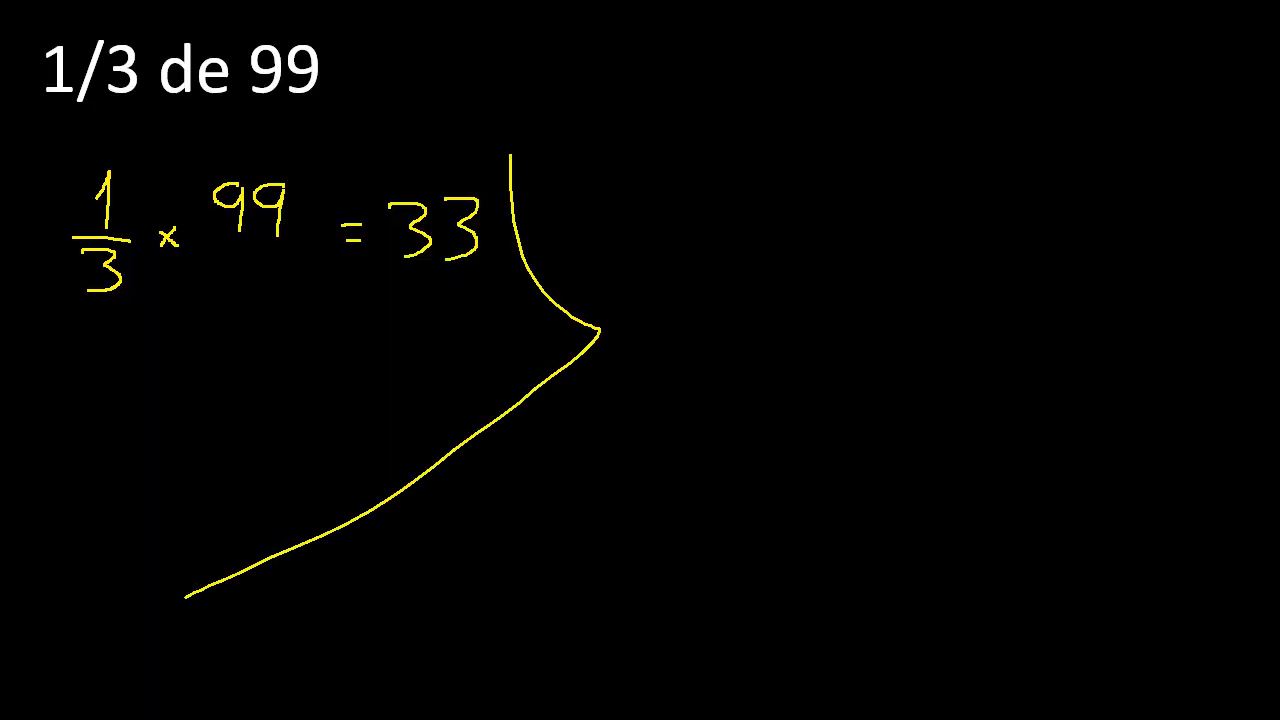 1/3 de 99
1/3 × 99 = 33